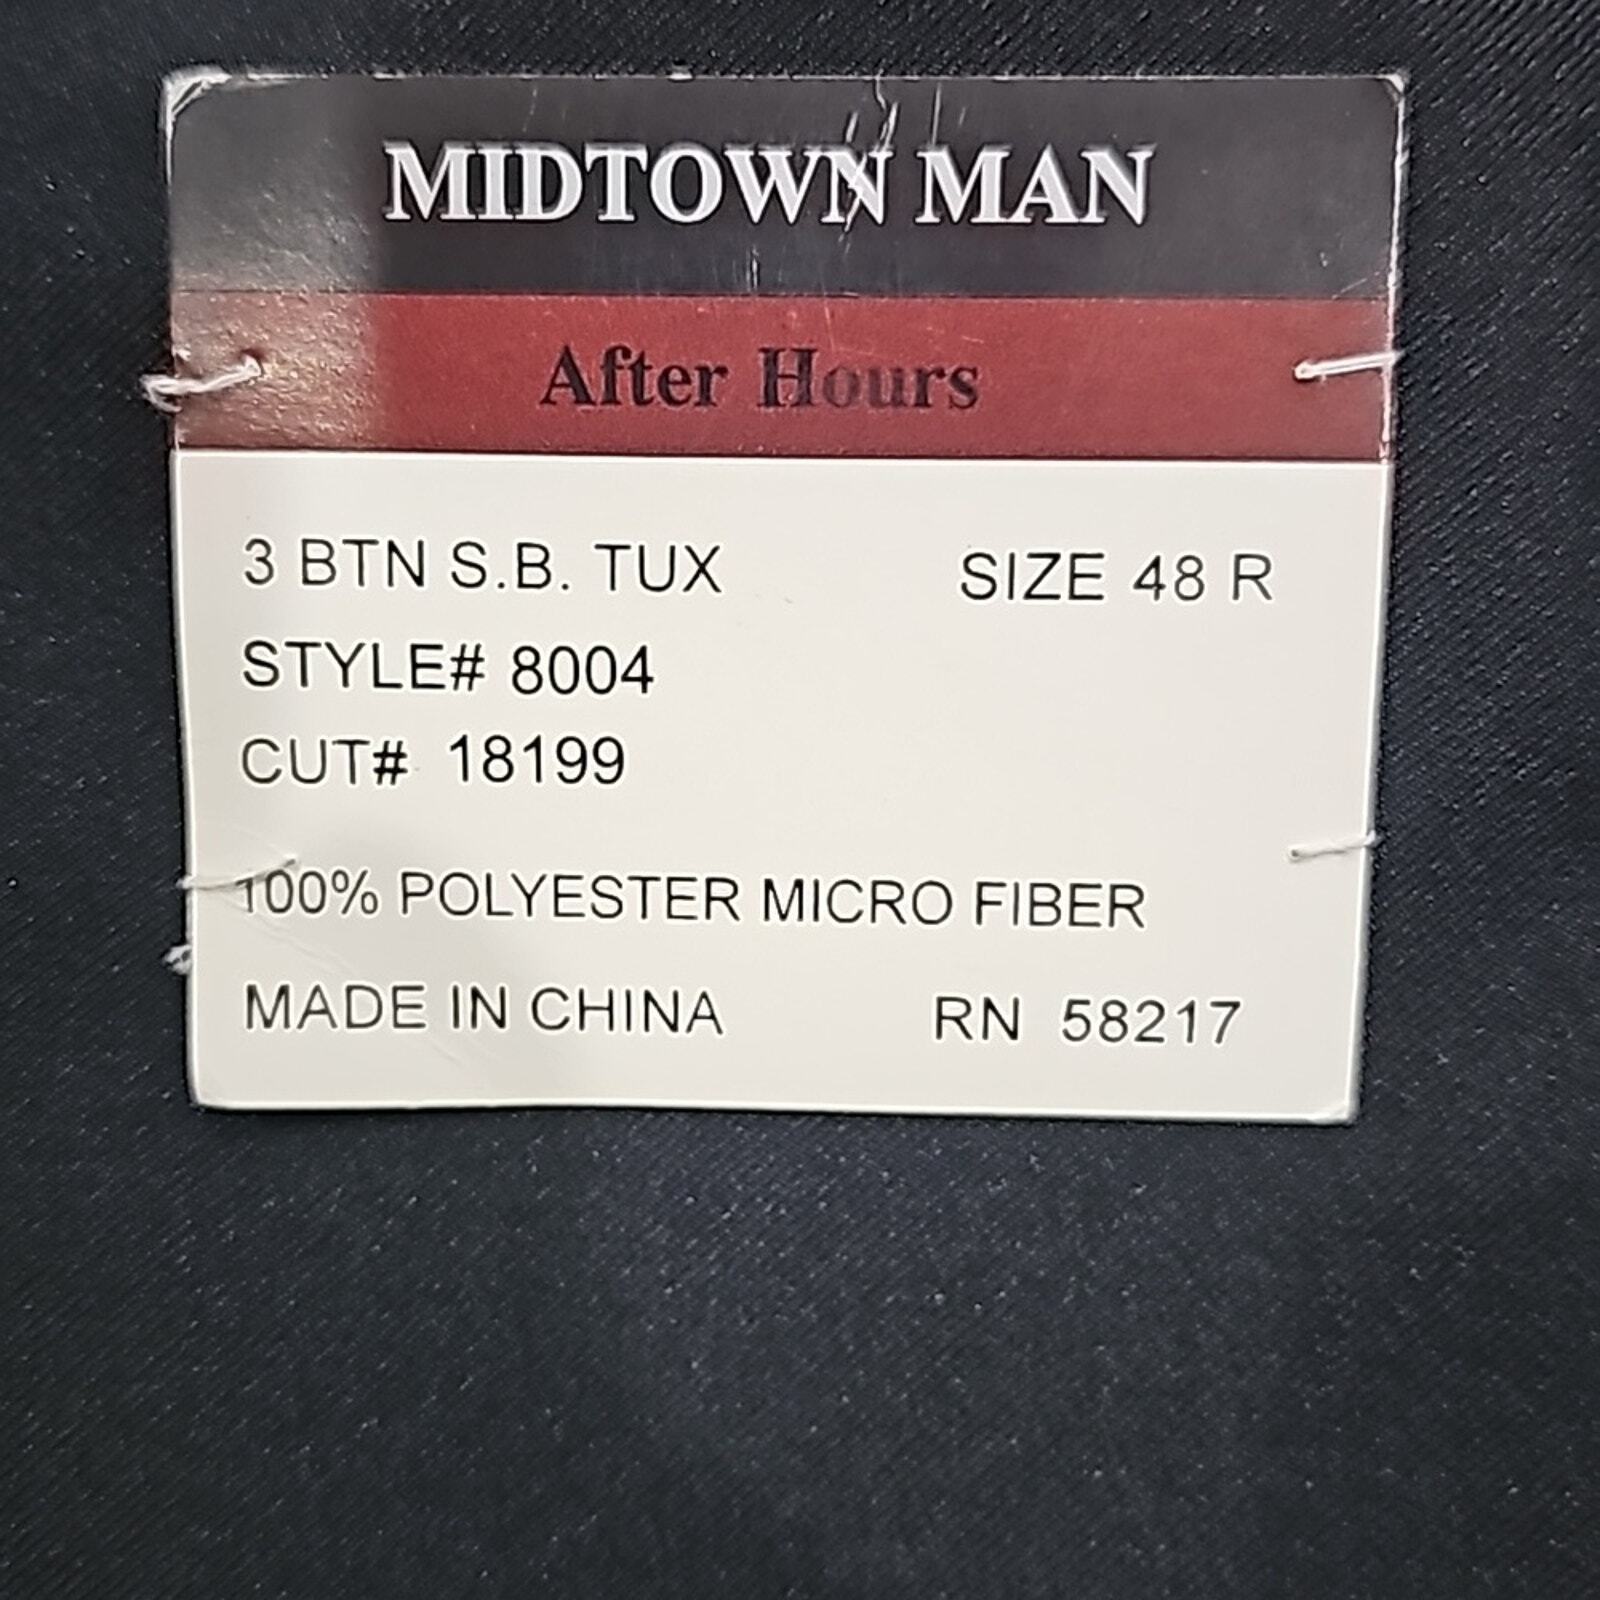 MIDTOWN MAN
After Hours
3 BTN S.B. TUX SIZE 48 R
STYLE# 8004
CUT# 18199
100% POLYESTER MICRO FIBER
MADE IN CHINA RN 58217